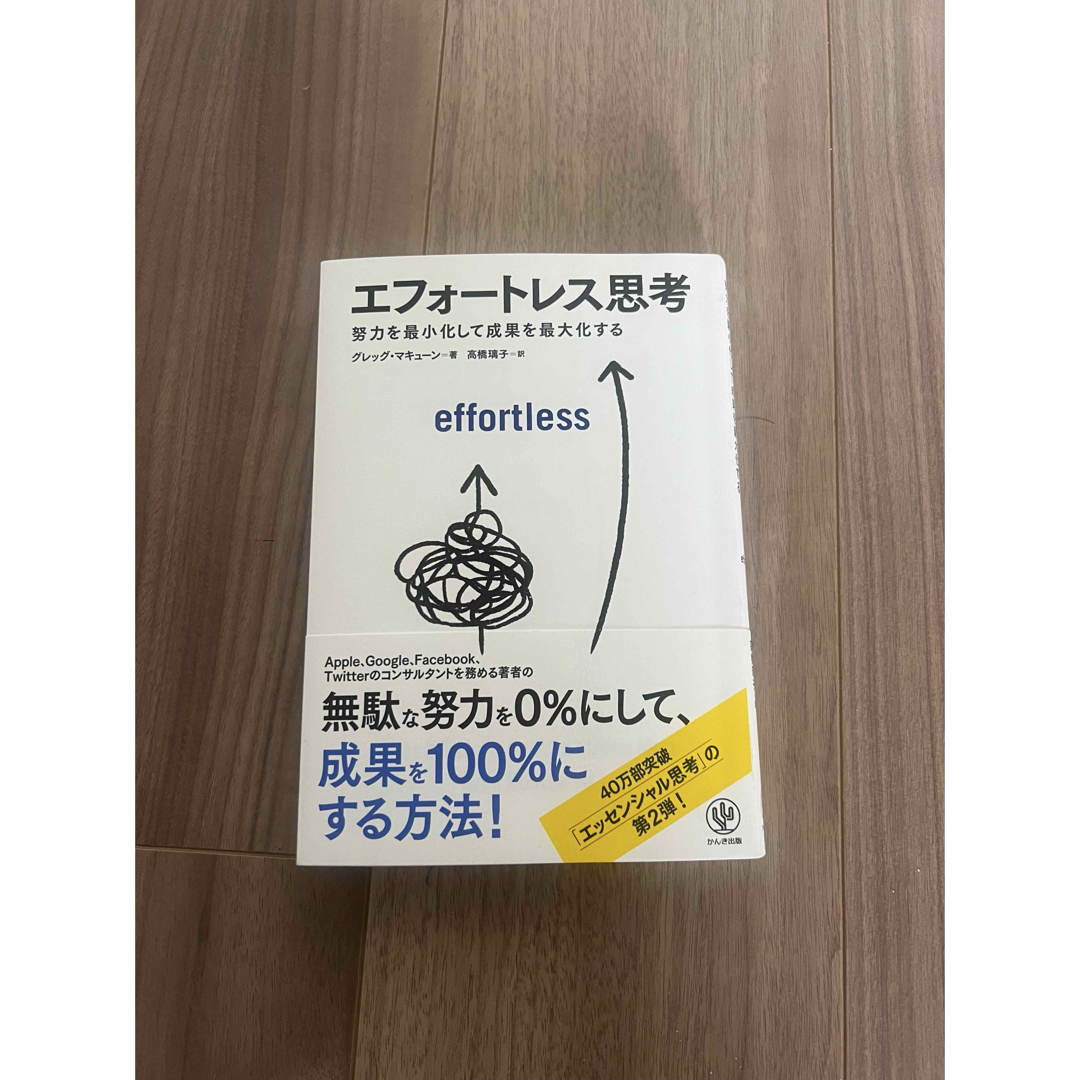 エフォートレス思考
努力を最小化して成果を最大化する
グレッグ・マキューン=著 高橋璃子=訳
effortless
Apple、Google、Facebook、
Twitterのコンサルタントを務める著者の
無駄な努力を0%にして、
成果を100%に
する方法!
40万部突破
「エッセンシャル思考」の
第2弾!
かんき出版